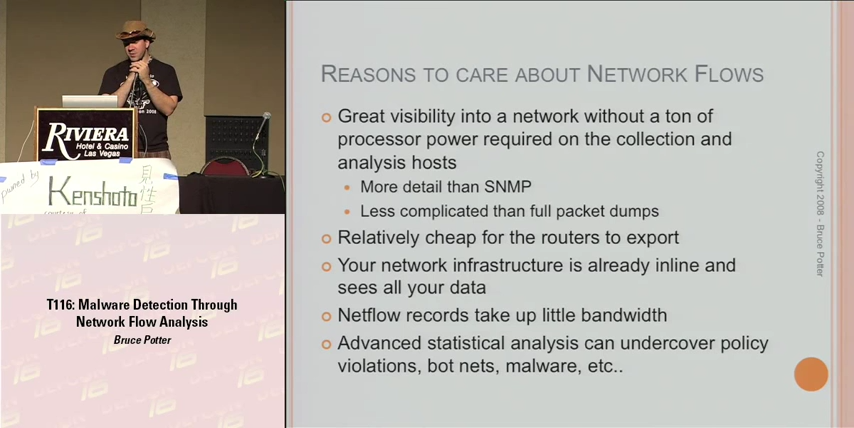 RIVIERA
Hotel & Casino
Las Vegas
pwned by
Kenshoto
T116: Malware Detection Through
Network Flow Analysis
Bruce Potter
REASONS TO CARE ABOUT NETWORK FLOWS
Great visibility into a network without a ton of
processor power required on the collection and
analysis hosts
More detail than SNMP
Less complicated than full packet dumps
Relatively cheap for the routers to export
Your network infrastructure is already inline and
sees all your data
Netflow records take up little bandwidth
Advanced statistical analysis can undercover policy
violations, bot nets, malware, etc..
Copyright 2008 - Bruce Potter